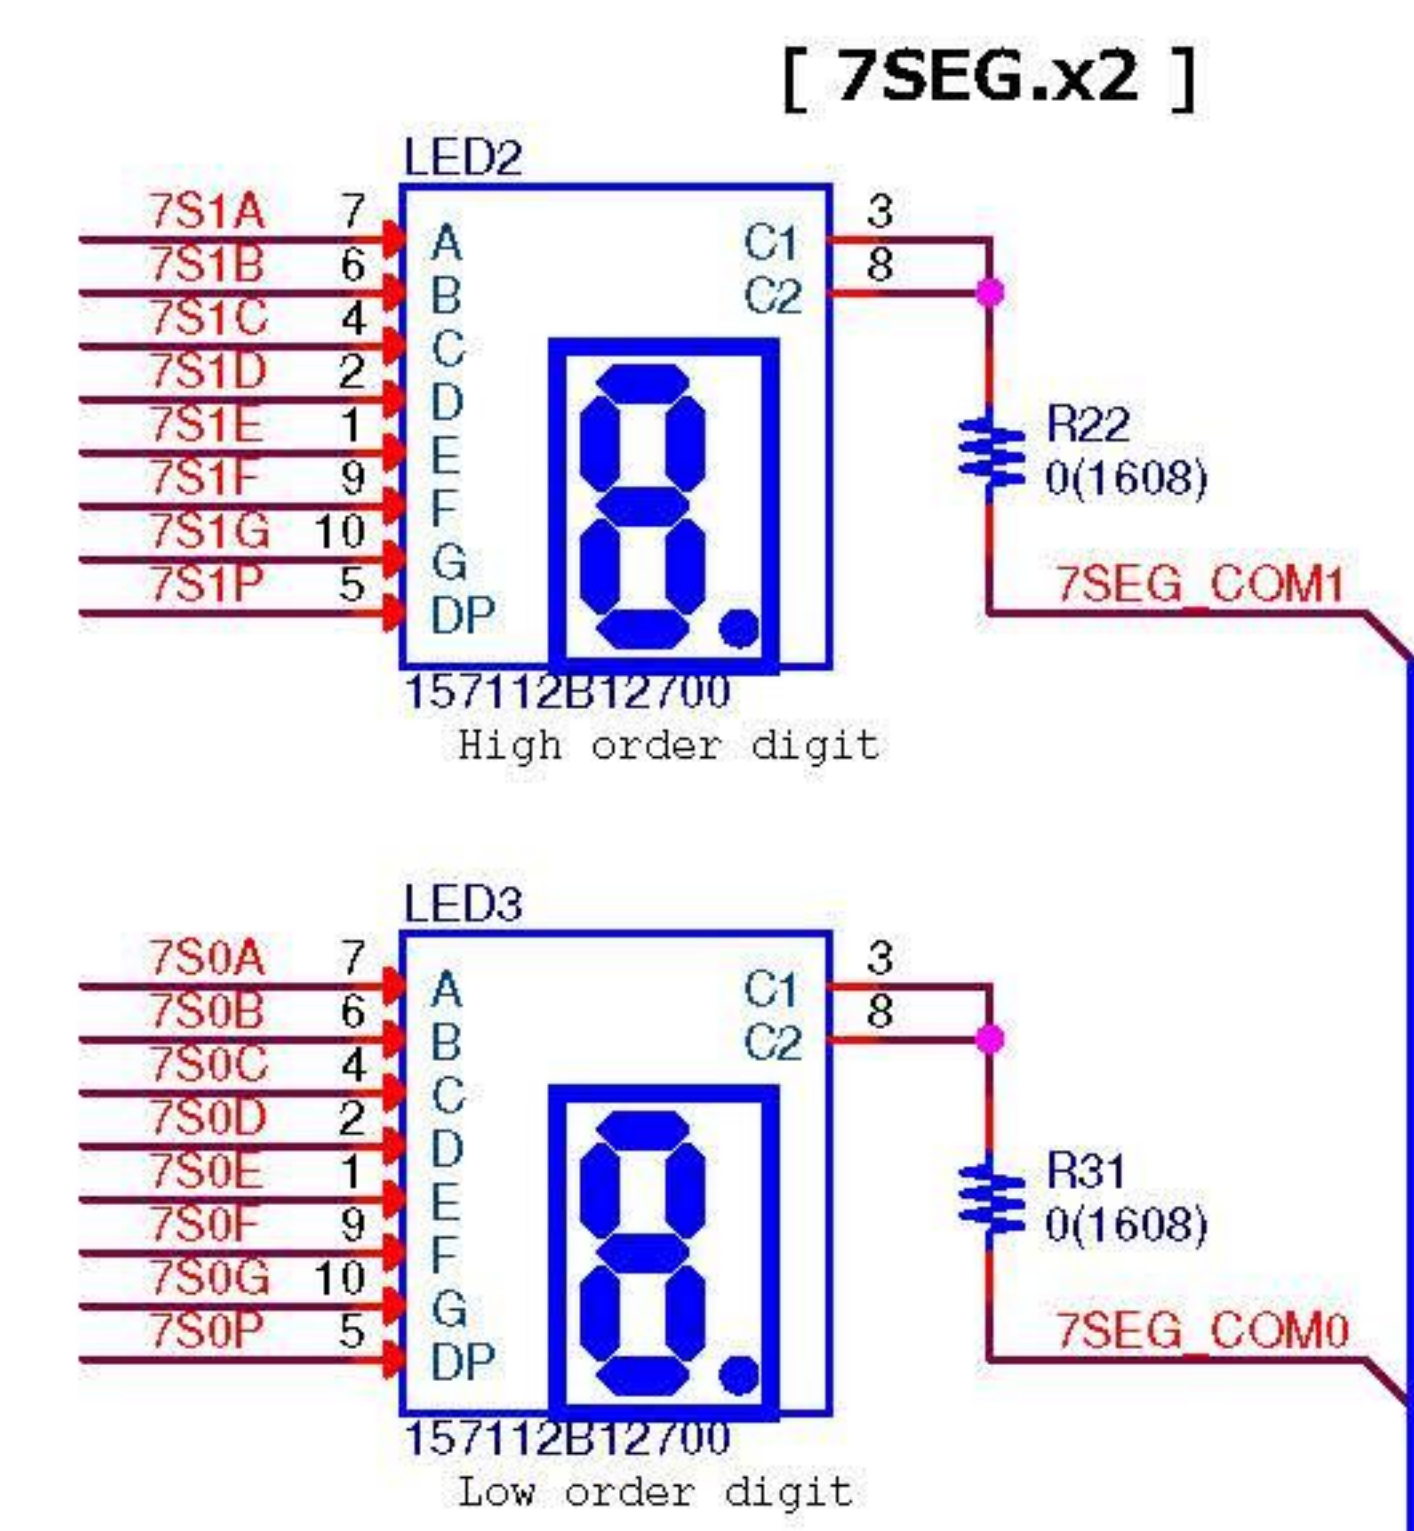 [ 7SEG.x2 ]
LED2
7S1A 7 A C1 3
7S1B 6 B C2 8
7S1C 4 C
7S1D 2 D
7S1E 1 E
7S1F 9 F
7S1G 10 G
7S1P 5 DP
R22
0(1608)
7SEG_COM1
157112B12700
High order digit
LED3
7S0A 7 A C1 3
7S0B 6 B C2 8
7S0C 4 C
7S0D 2 D
7S0E 1 E
7S0F 9 F
7S0G 10 G
7S0P 5 DP
R31
0(1608)
7SEG_COM0
157112B12700
Low order digit